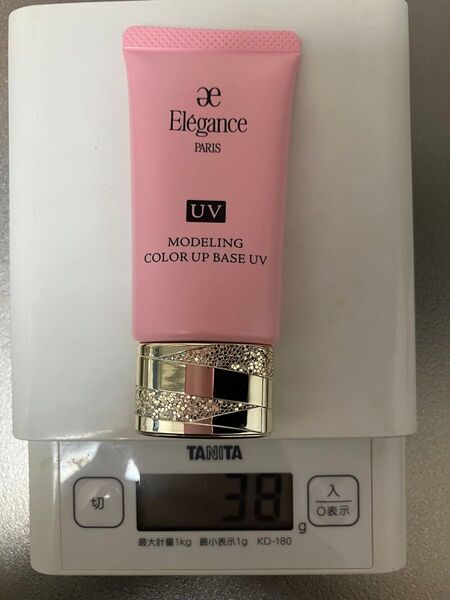 æ
Elégance
PARIS
UV
MODELING
COLOR UP BASE UV
TANITA
38 g
切
入
O表示
最大計量1kg 最小表示1g KD-180